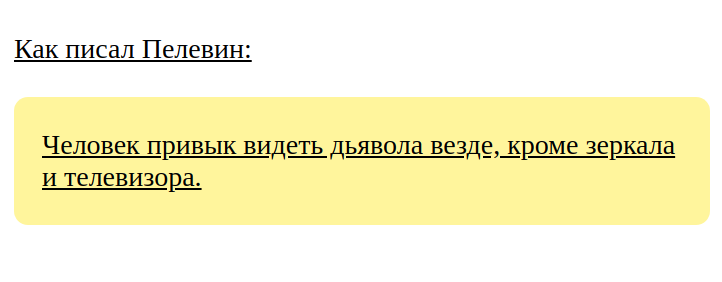 Как писал Пелевин:
Человек привык видеть дьявола везде, кроме зеркала
и телевизора.